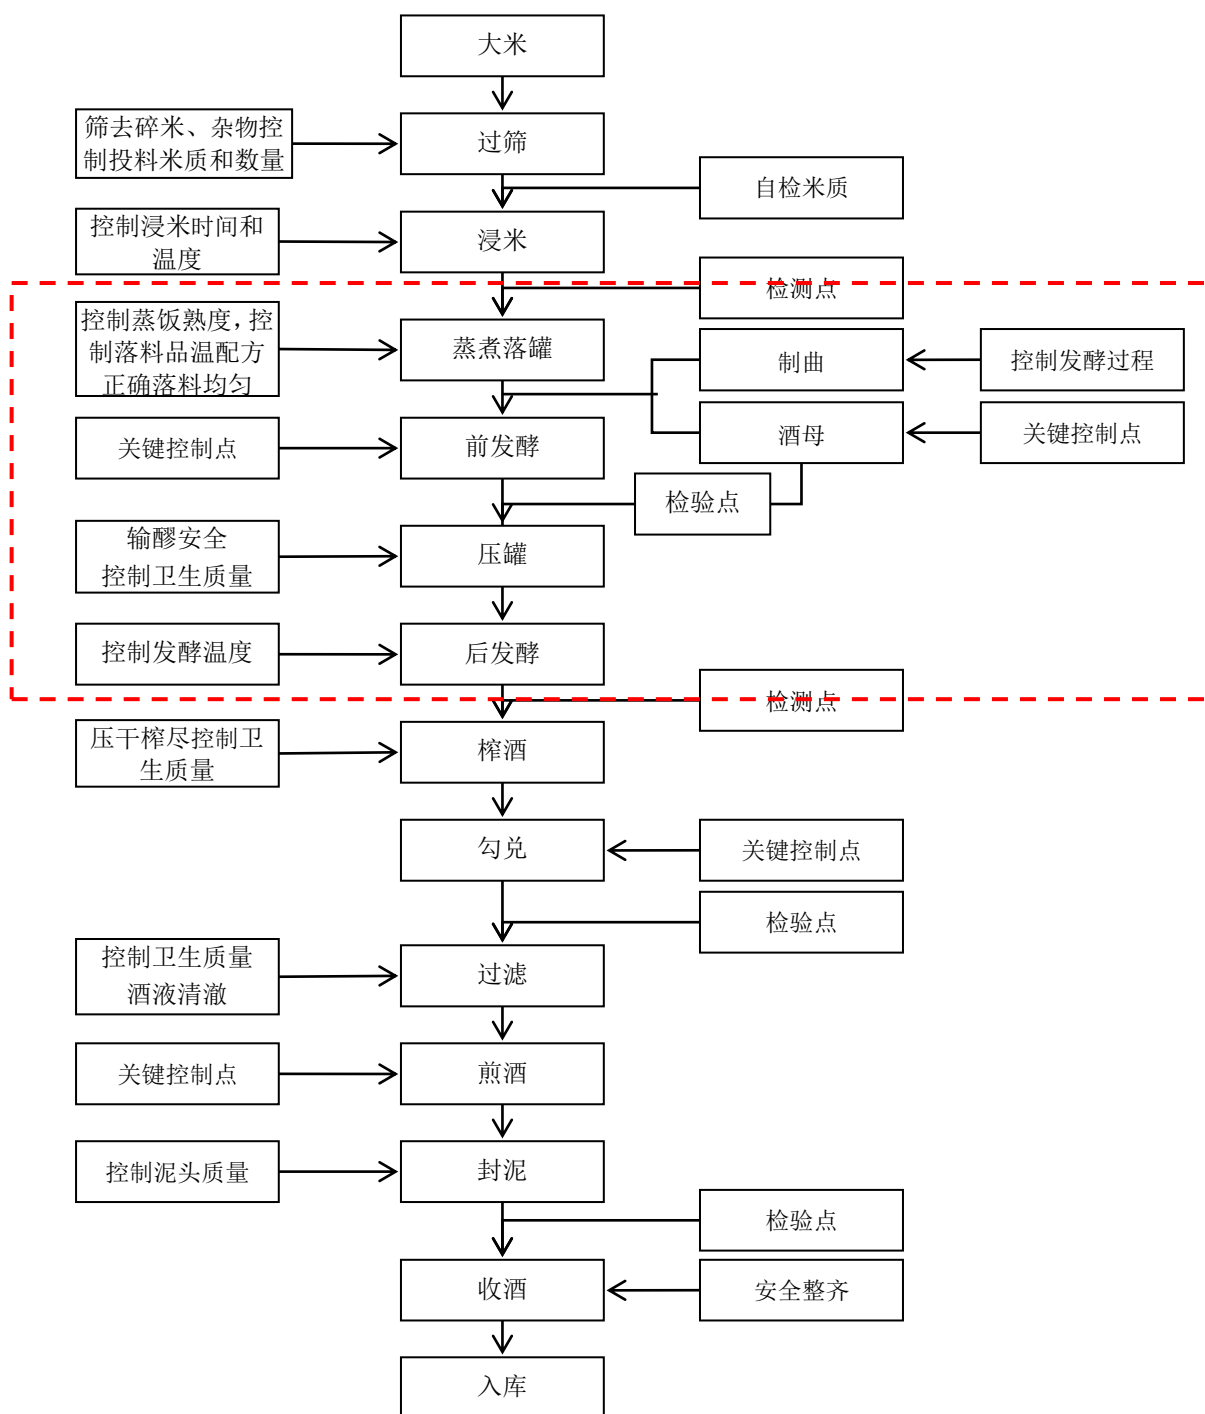 大米
筛去碎米、杂物控
制投料米质和数量
过筛
自检米质
控制浸米时间和
温度
浸米
检测点
控制蒸饭熟度，控
制落料品温配方
正确落料均匀
蒸煮落罐
制曲
控制发酵过程
关键控制点
前发酵
酒母
关键控制点
检验点
输醪安全
控制卫生质量
压罐
控制发酵温度
后发酵
检测点
压干榨尽控制卫
生质量
榨酒
勾兑
关键控制点
检验点
控制卫生质量
酒液清澈
过滤
关键控制点
煎酒
控制泥头质量
封泥
检验点
收酒
安全整齐
入库